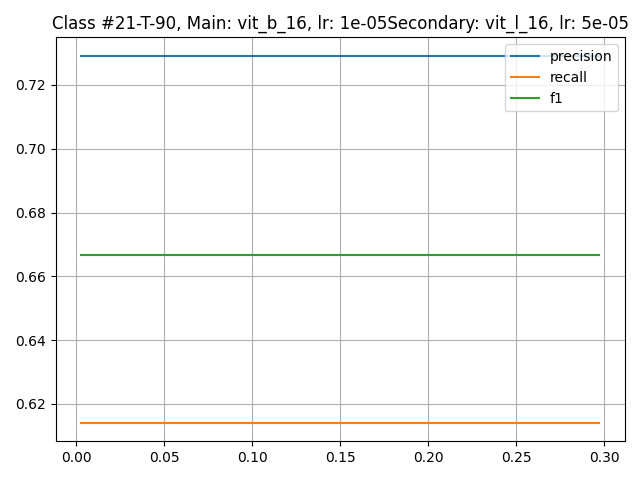 Class #21-T-90, Main: vit_b_16, lr: 1e-05Secondary: vit_l_16, lr: 5e-05
precision
recall
f1
0.72
0.70
0.68
0.66
0.64
0.62
0.00 0.05 0.10 0.15 0.20 0.25 0.30